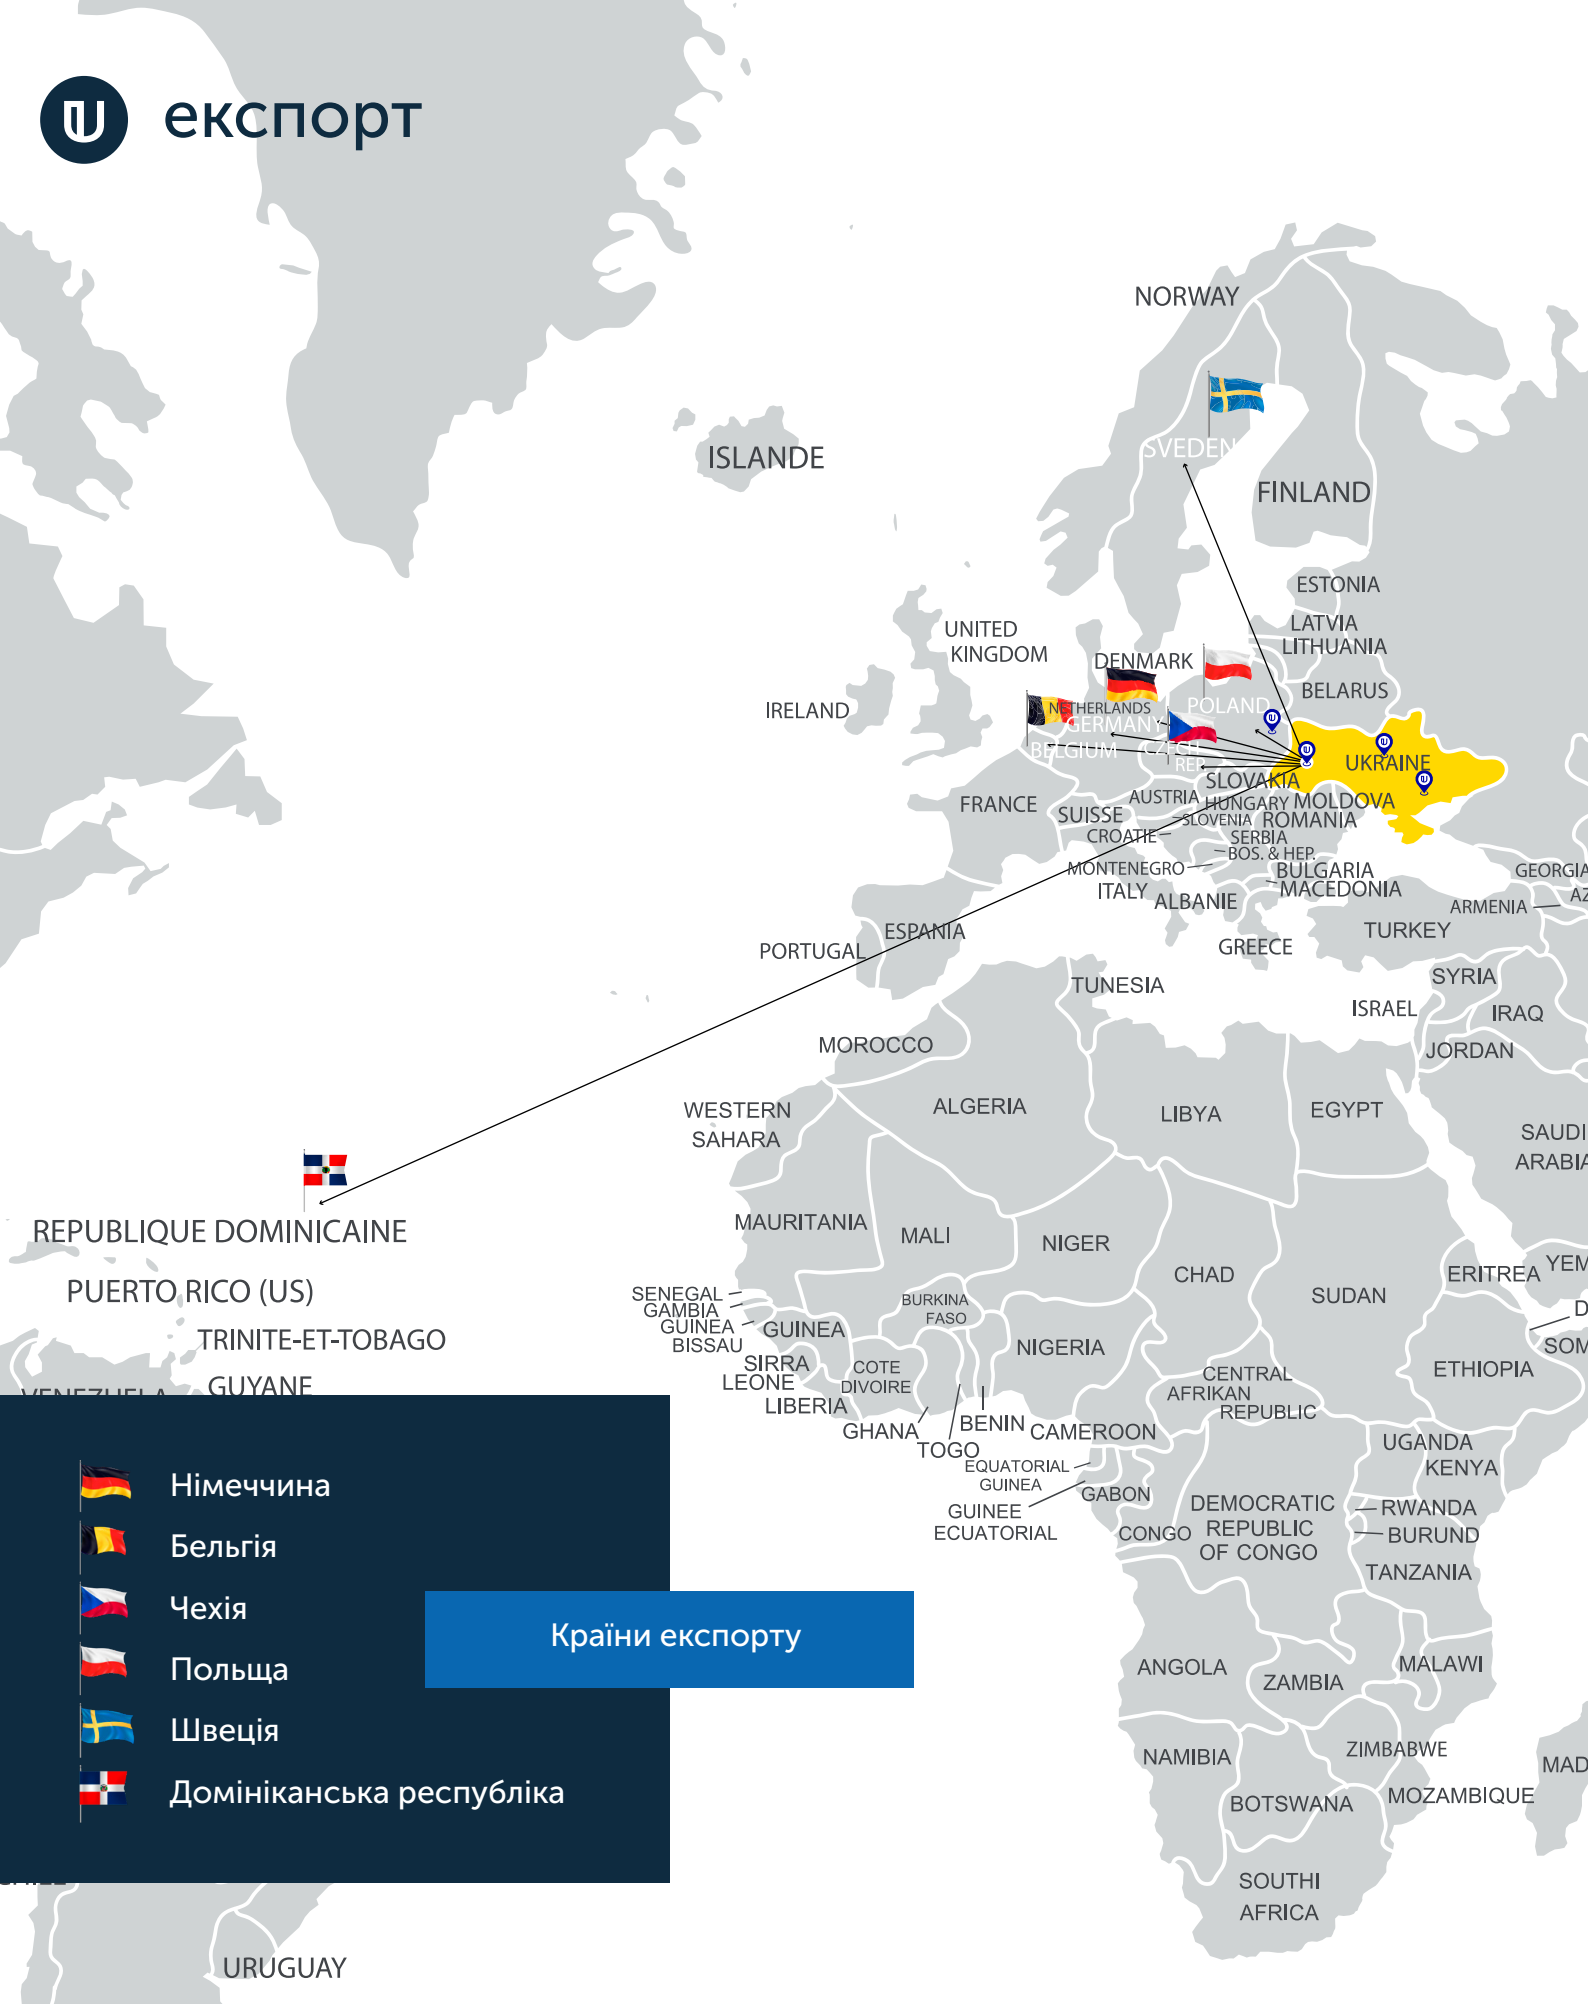 експорт
NORWAY
SVEDEN
ISLANDE
FINLAND
ESTONIA
LATVIA
LITHUANIA
UNITED
KINGDOM
DENMARK
BELARUS
IRELAND
NETHERLANDS
POLAND
GERMANY
BELGIUM
CZECH
REP.
UKRAINE
SLOVAKIA
FRANCE
AUSTRIA
HUNGARY
MOLDOVA
SUISSE
SLOVENIA
ROMANIA
CROATIE
SERBIA
BOS. & HEP.
MONTENEGRO
BULGARIA
GEORGIA
ITALY
MACEDONIA
AZ
ALBANIE
ARMENIA
ESPANIA
TURKEY
PORTUGAL
GREECE
TUNESIA
SYRIA
ISRAEL
IRAQ
MOROCCO
JORDAN
WESTERN
SAHARA
ALGERIA
LIBYA
EGYPT
SAUDI
ARABIA
REPUBLIQUE DOMINICAINE
MAURITANIA
MALI
NIGER
CHAD
SUDAN
ERITREA
YEM
PUERTO RICO (US)
SENEGAL
GAMBIA
GUINEA
BISSAU
GUINEA
BURKINA
FASO
D
TRINITE-ET-TOBAGO
NIGERIA
SOM
SIRRA
LEONE
COTE
DIVOIRE
CENTRAL
AFRIKAN
REPUBLIC
ETHIOPIA
VENEZUELA
GUYANE
LIBERIA
GHANA
TOGO
BENIN
CAMEROON
UGANDA
KENYA
EQUATORIAL
GUINEA
GABON
GUINEE
ECUATORIAL
CONGO
DEMOCRATIC
REPUBLIC
OF CONGO
RWANDA
BURUND
TANZANIA
Німеччина
Бельгія
Чехія
Польща
Швеція
Домініканська республіка
Країни експорту
ANGOLA
ZAMBIA
MALAWI
NAMIBIA
ZIMBABWE
MAD
BOTSWANA
MOZAMBIQUE
SOUTHI
AFRICA
URUGUAY